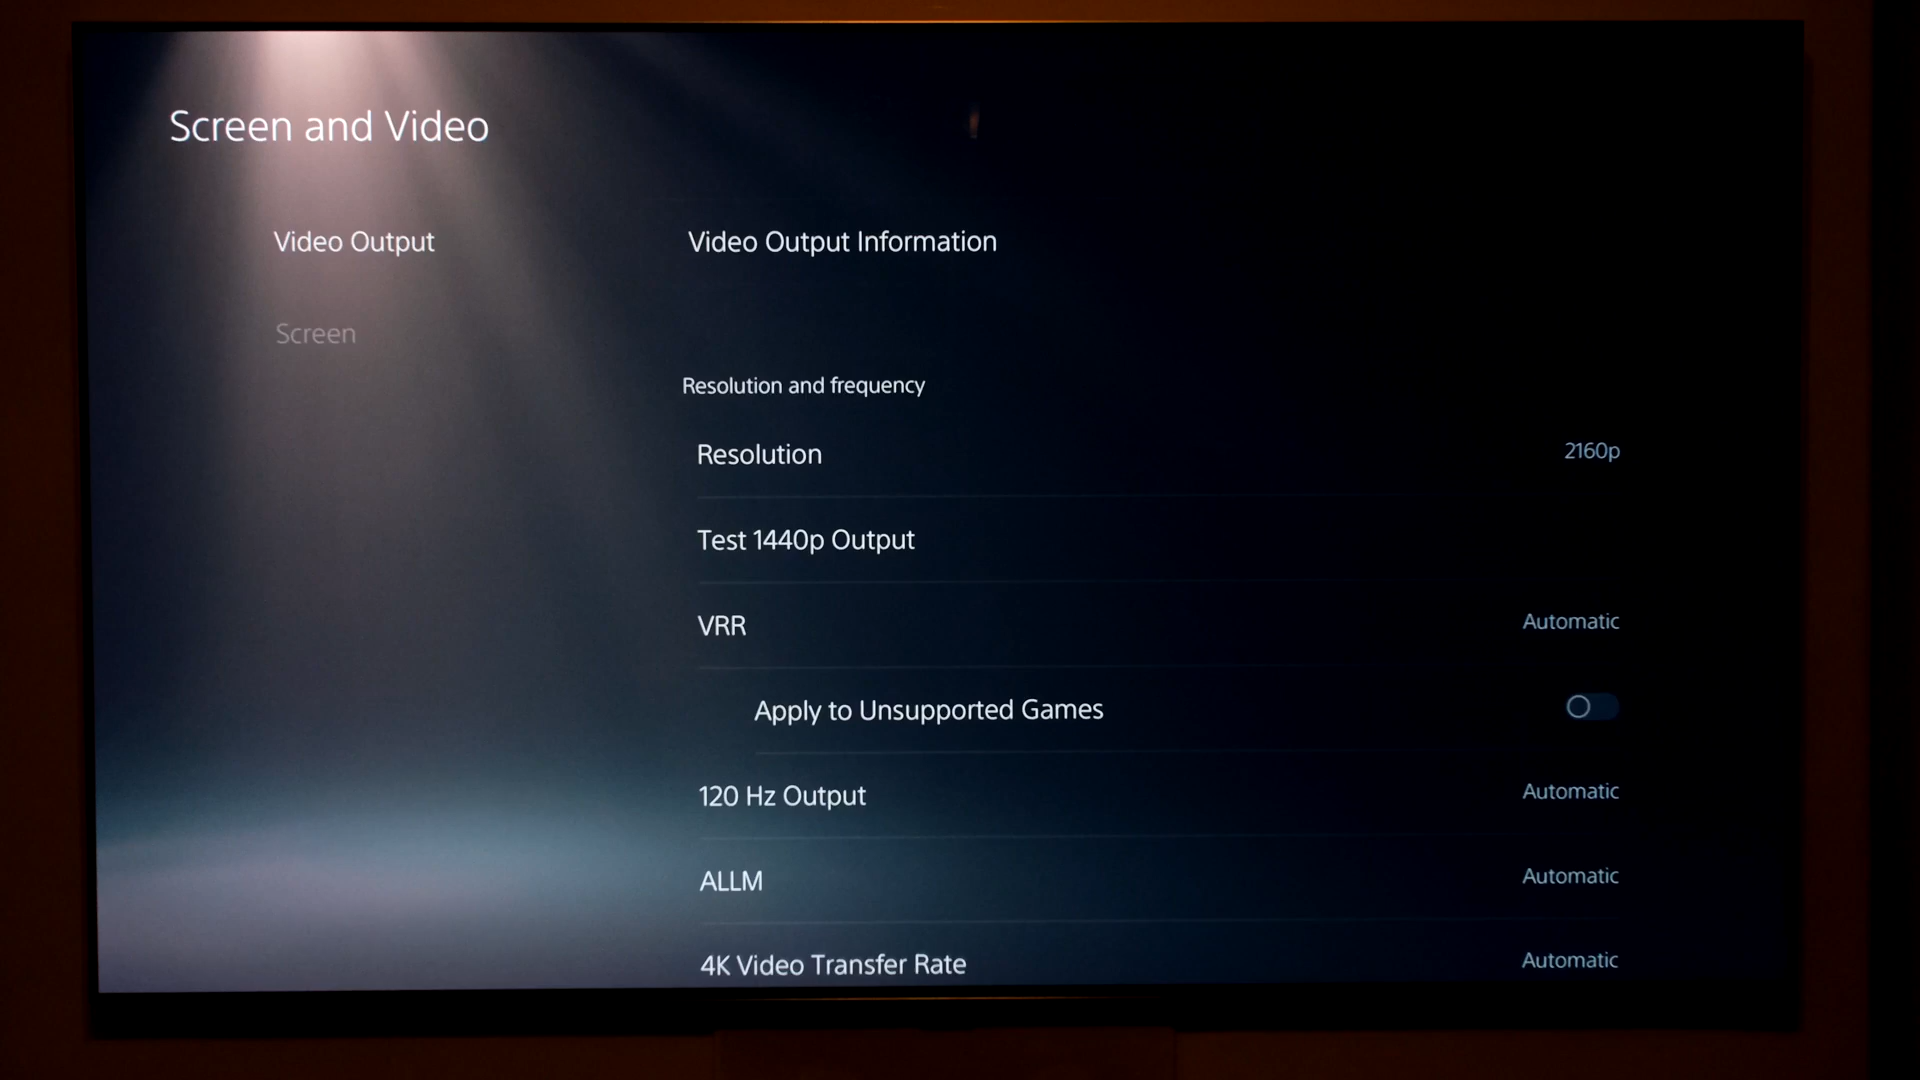 Screen and Video
Video Output
Screen
Video Output Information
Resolution and frequency
Resolution 2160p
Test 1440p Output
VRR Automatic
Apply to Unsupported Games
120 Hz Output Automatic
ALLM Automatic
4K Video Transfer Rate Automatic